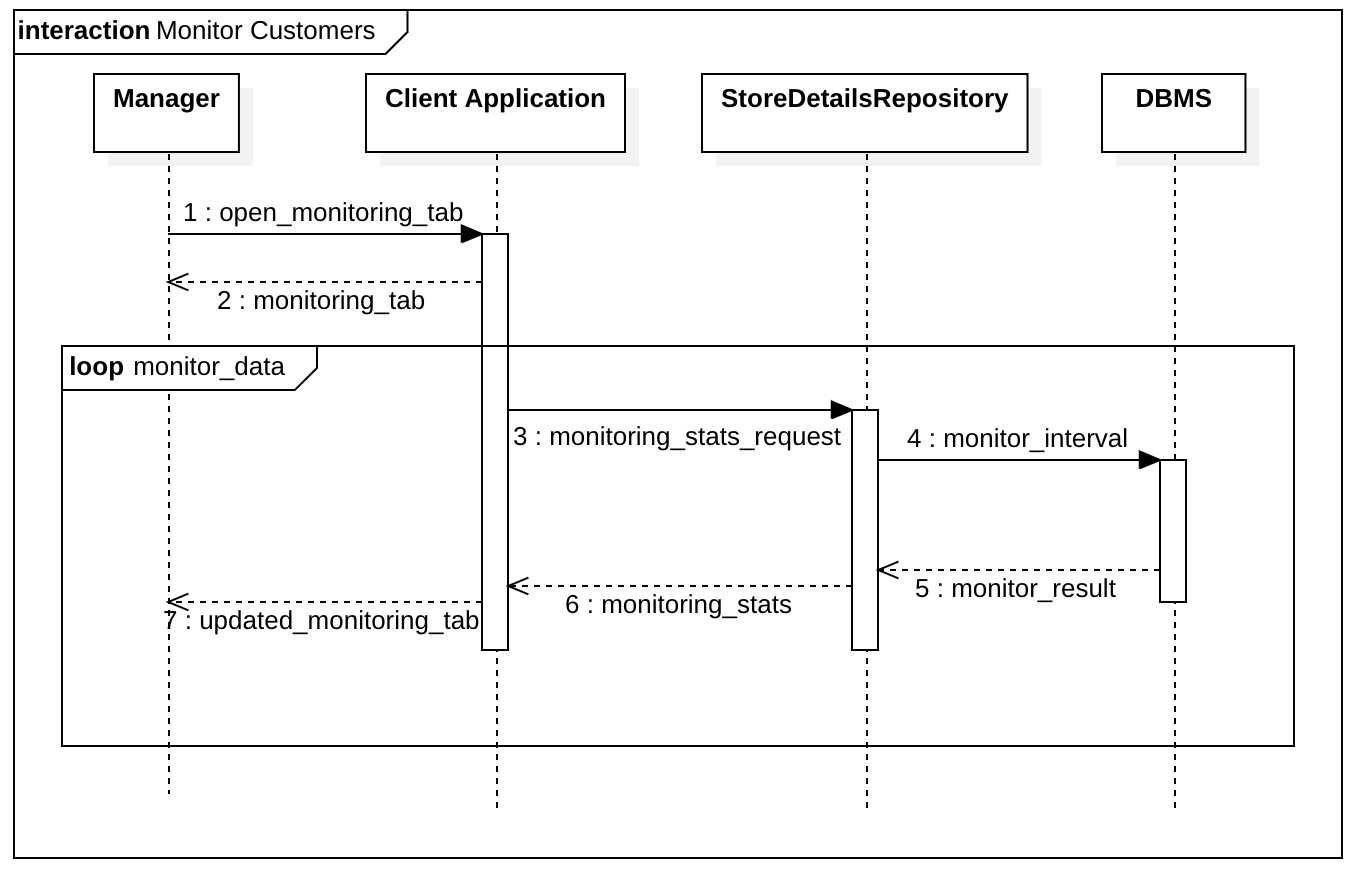 interaction Monitor Customers
Manager
Client Application
StoreDetailsRepository
DBMS
1 : open_monitoring_tab
2 : monitoring_tab
loop monitor_data
3 : monitoring_stats_request
4 : monitor_interval
5 : monitor_result
6 : monitoring_stats
7 : updated_monitoring_tab